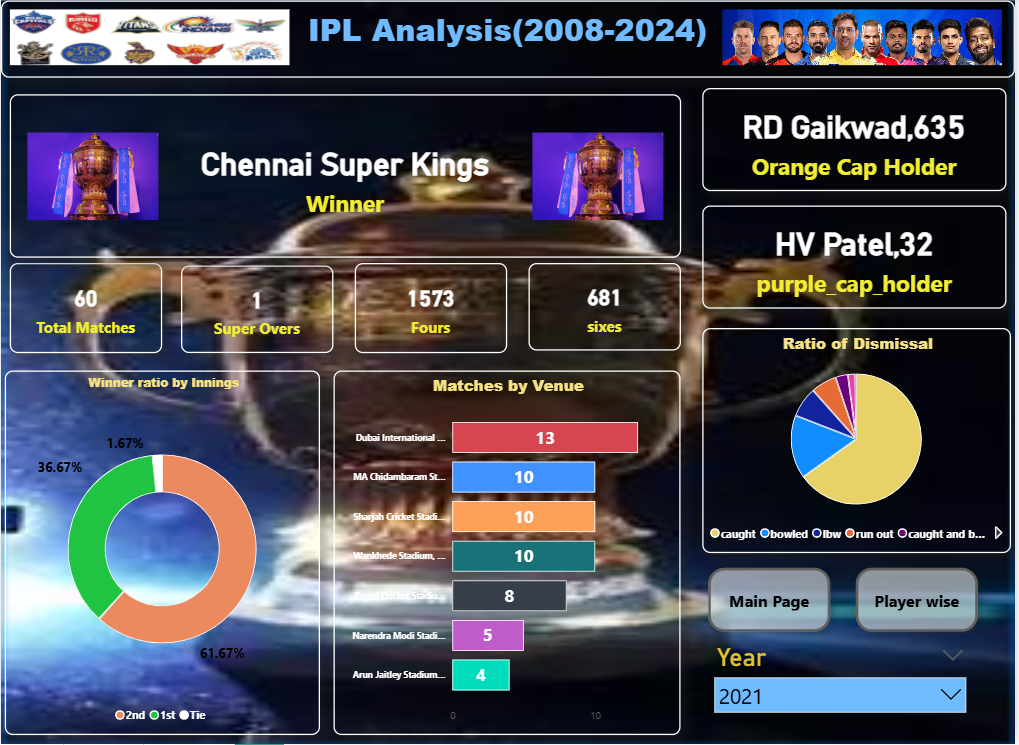 IPL Analysis(2008-2024)
INDIANS
TITANS
Chennai Super Kings
Winner
RD Gaikwad,635
Orange Cap Holder
HV Patel,32
purple_cap_holder
60
Total Matches
1
Super Overs
1573
Fours
681
sixes
Winner ratio by Innings
1.67%
36.67%
61.67%
2nd 1st Tie
Matches by Venue
Dubai International ...
13
MA Chidambaram St...
10
Sharjah Cricket Stadi...
10
Wankhede Stadium, ...
10
Zayed Cricket Stadiu...
8
Narendra Modi Stadi...
5
Arun Jaitley Stadium...
4
0 10
Ratio of Dismissal
caught bowled lbw run out caught and b...
Main Page
Player wise
Year
2021